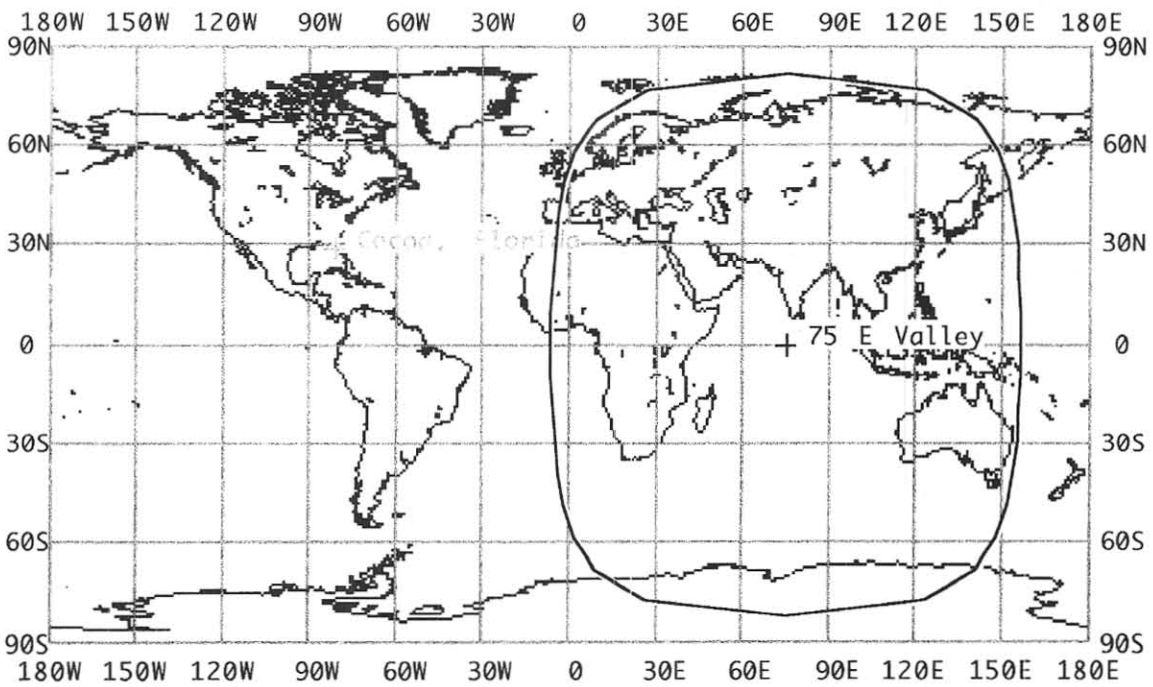 180W 150W 120W 90W 60W 30W 0 30E 60E 90E 120E 150E 180E
90N 90N
60N 60N
30N Cocoa, Florida 30N
0 75 E Valley 0
30S 30S
60S 60S
90S 90S
180W 150W 120W 90W 60W 30W 0 30E 60E 90E 120E 150E 180E